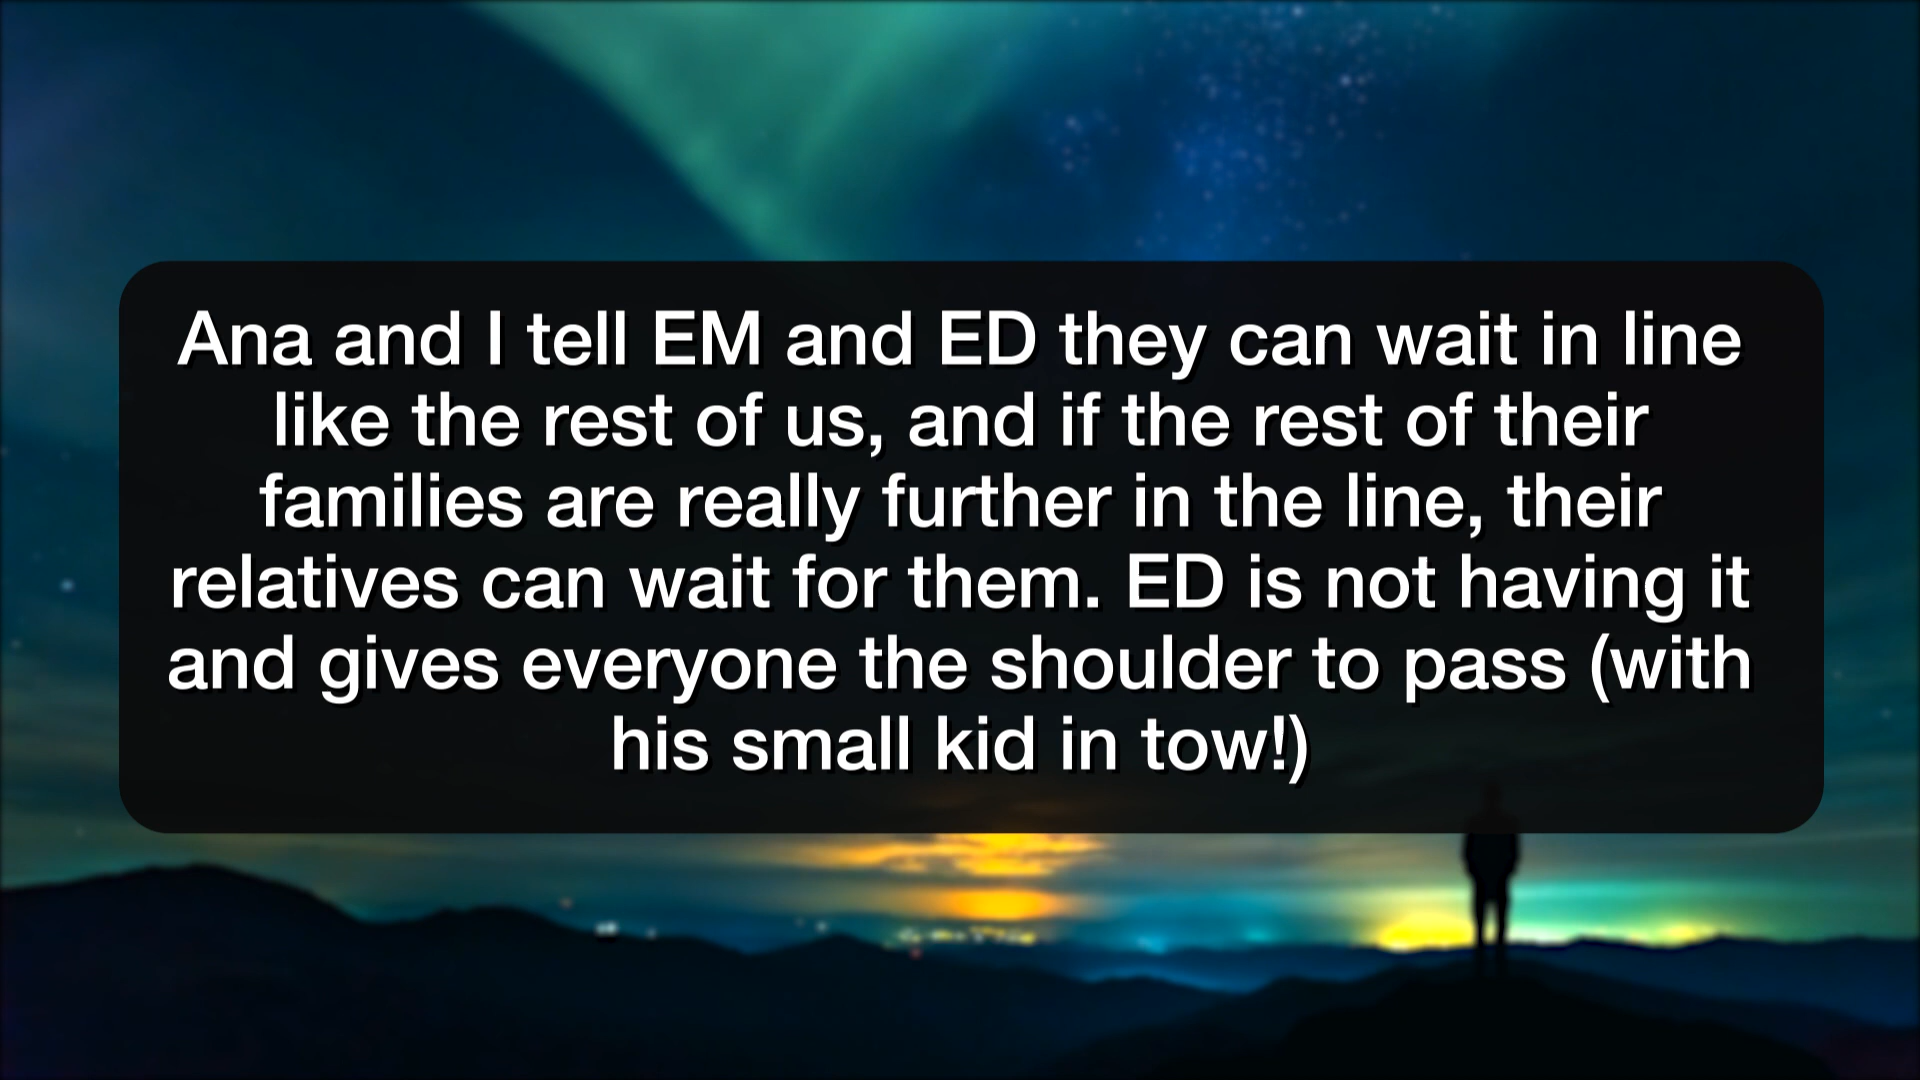 Ana and I tell EM and ED they can wait in line
like the rest of us, and if the rest of their
families are really further in the line, their
relatives can wait for them. ED is not having it
and gives everyone the shoulder to pass (with
his small kid in tow!)